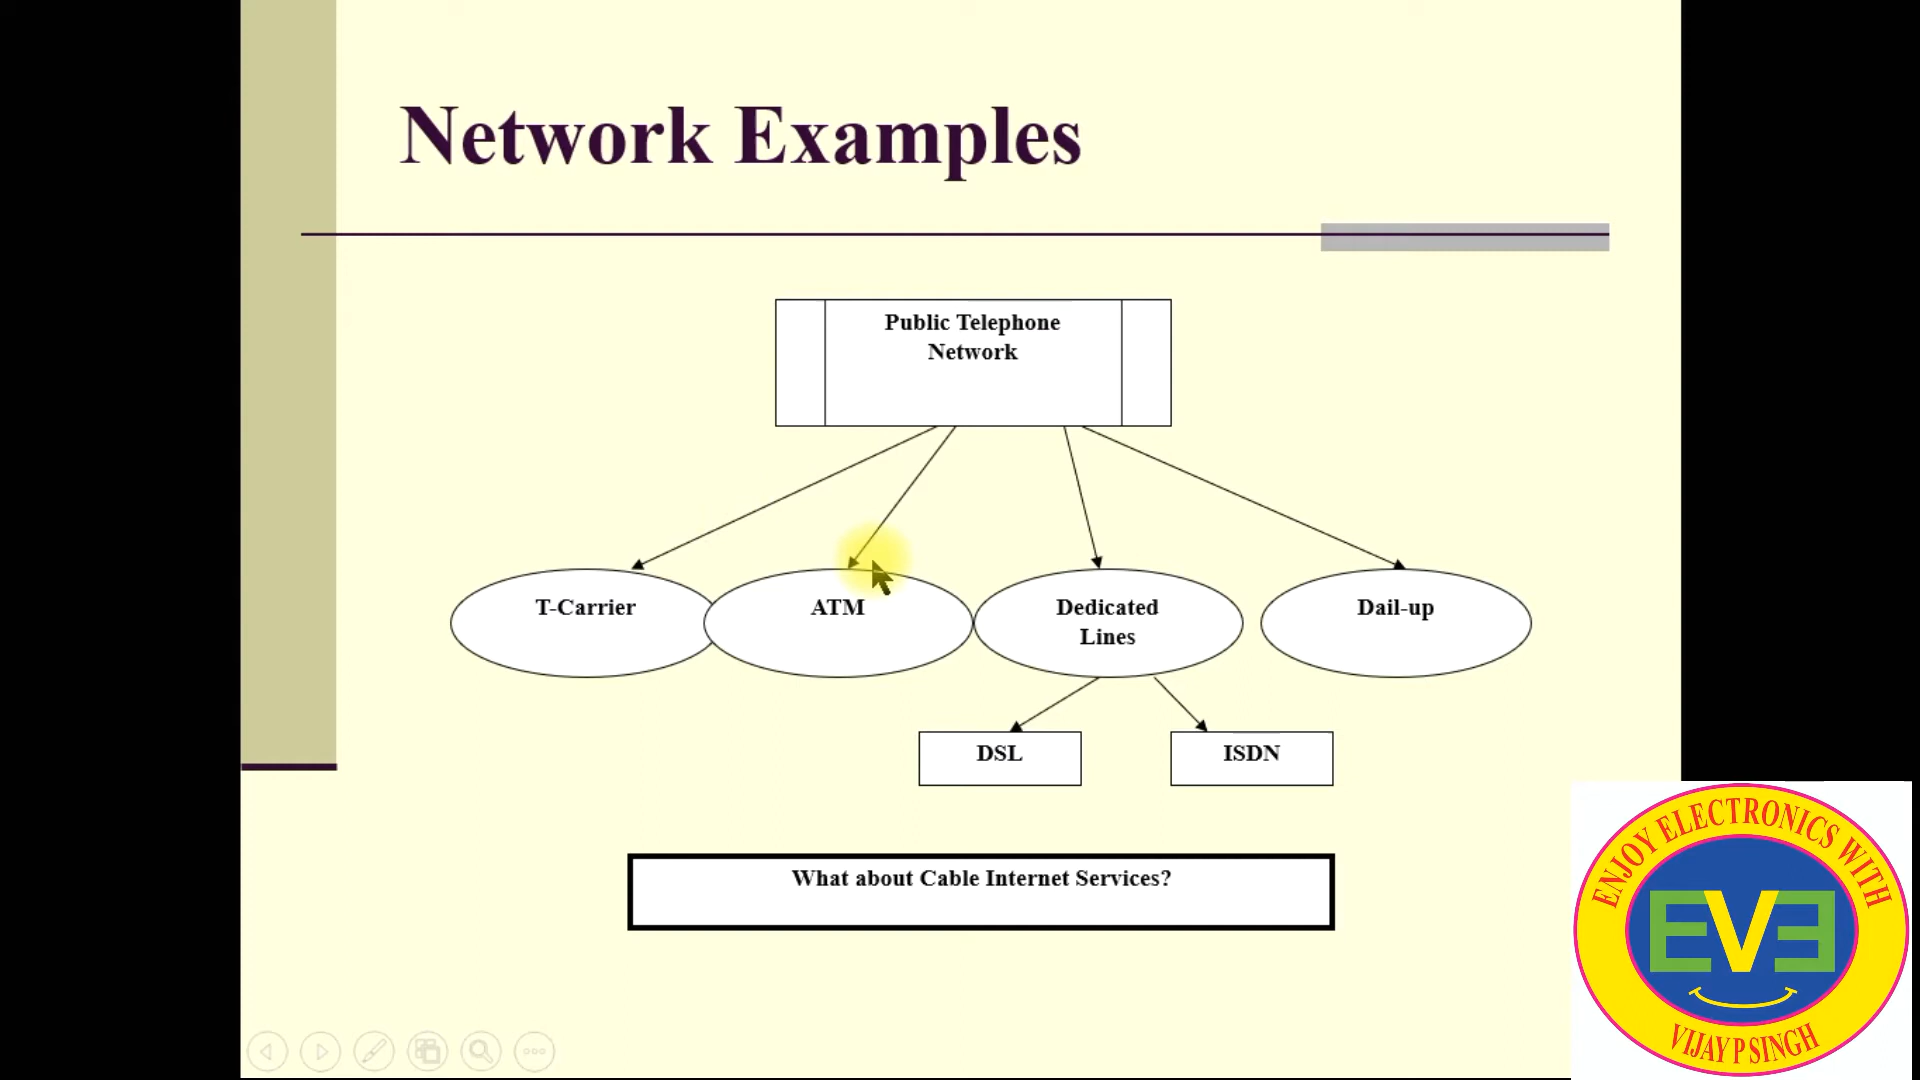 Network Examples
Public Telephone
Network
T-Carrier
ATM
Dedicated
Lines
Dail-up
DSL
ISDN
What about Cable Internet Services?
ENJOY ELECTRONICS WITH
EVE
VIJAY P SINGH